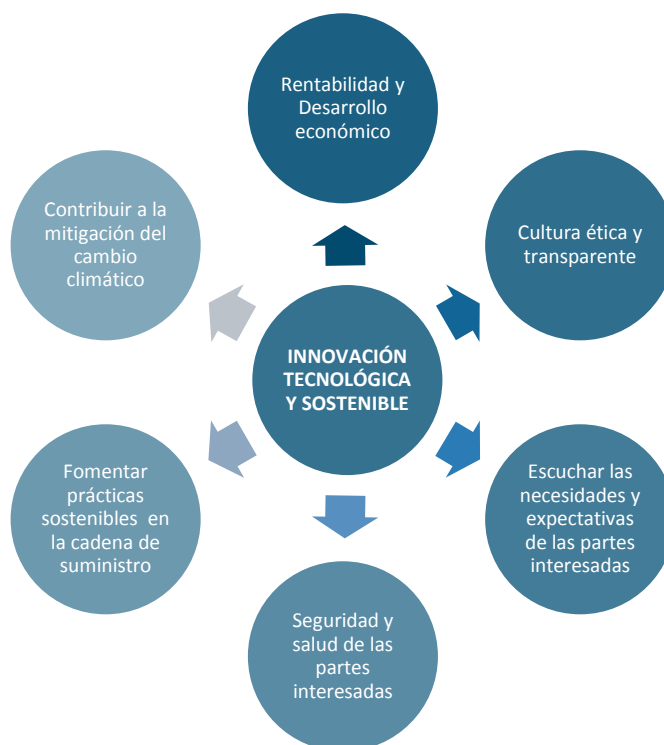 Rentabilidad y
Desarrollo
económico
Cultura ética y
transparente
Escuchar las
necesidades y
expectativas
de las partes
interesadas
Seguridad y
salud de las
partes
interesadas
Fomentar
prácticas
sostenibles en
la cadena de
suministro
Contribuir a la
mitigación del
cambio
climático
INNOVACIÓN
TECNOLÓGICA
Y SOSTENIBLE